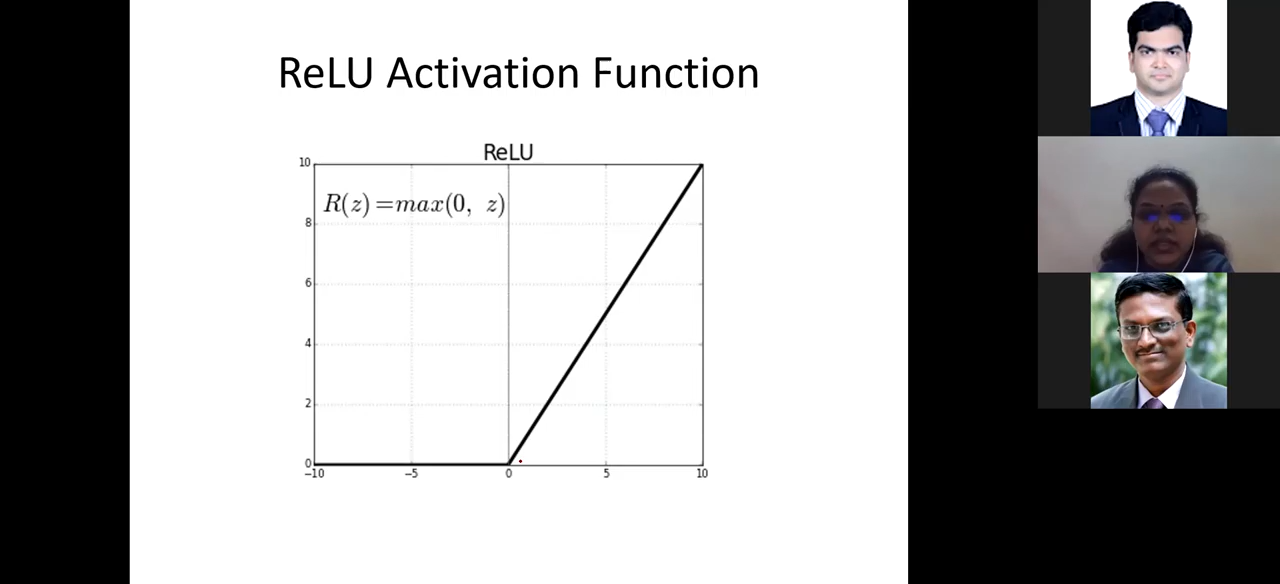 ReLU Activation Function
ReLU
R(z)=max(0, z)
10
8
6
4
2
0
−10 −5 0 5 10